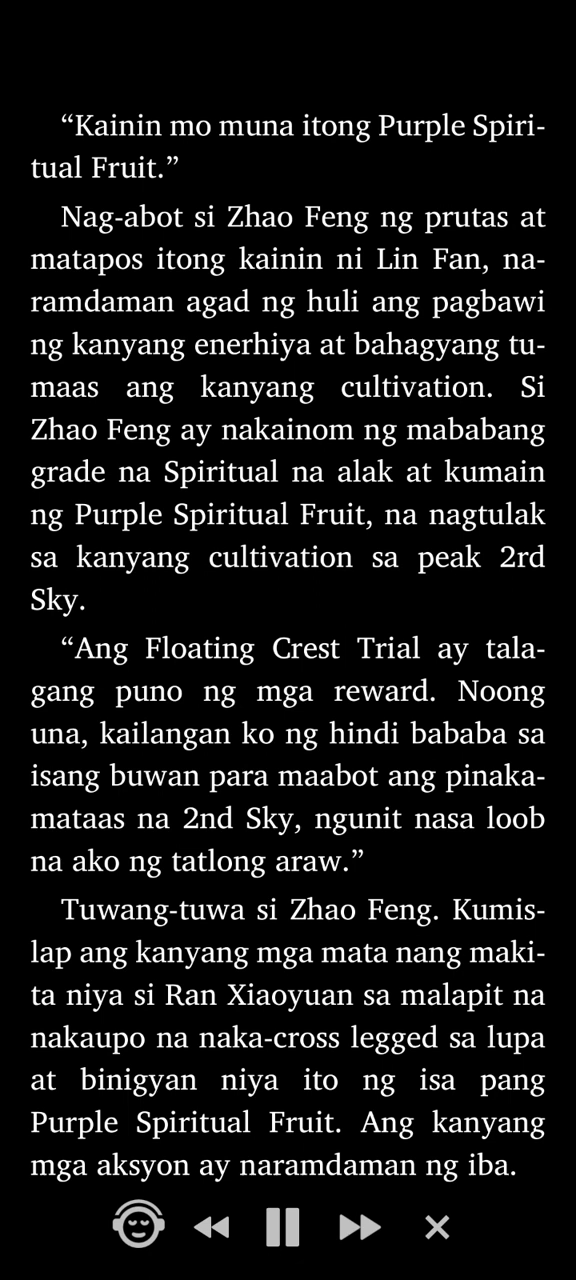 “Kainin mo muna itong Purple Spiri-
tual Fruit.”
Nag-abot si Zhao Feng ng prutas at
matapos itong kainin ni Lin Fan, na-
ramdaman agad ng huli ang pagbawi
ng kanyang enerhiya at bahagyang tu-
maas ang kanyang cultivation. Si
Zhao Feng ay nakainom ng mababang
grade na Spiritual na alak at kumain
ng Purple Spiritual Fruit, na nagtulak
sa kanyang cultivation sa peak 2rd
Sky.
“Ang Floating Crest Trial ay tala-
gang puno ng mga reward. Noong
una, kailangan ko ng hindi bababa sa
isang buwan para maabot ang pinaka-
mataas na 2nd Sky, ngunit nasa loob
na ako ng tatlong araw.”
Tuwang-tuwa si Zhao Feng. Kumis-
lap ang kanyang mga mata nang maki-
ta niya si Ran Xiaoyuan sa malapit na
nakaupo na naka-cross legged sa lupa
at binigyan niya ito ng isa pang
Purple Spiritual Fruit. Ang kanyang
mga aksyon ay naramdaman ng iba.